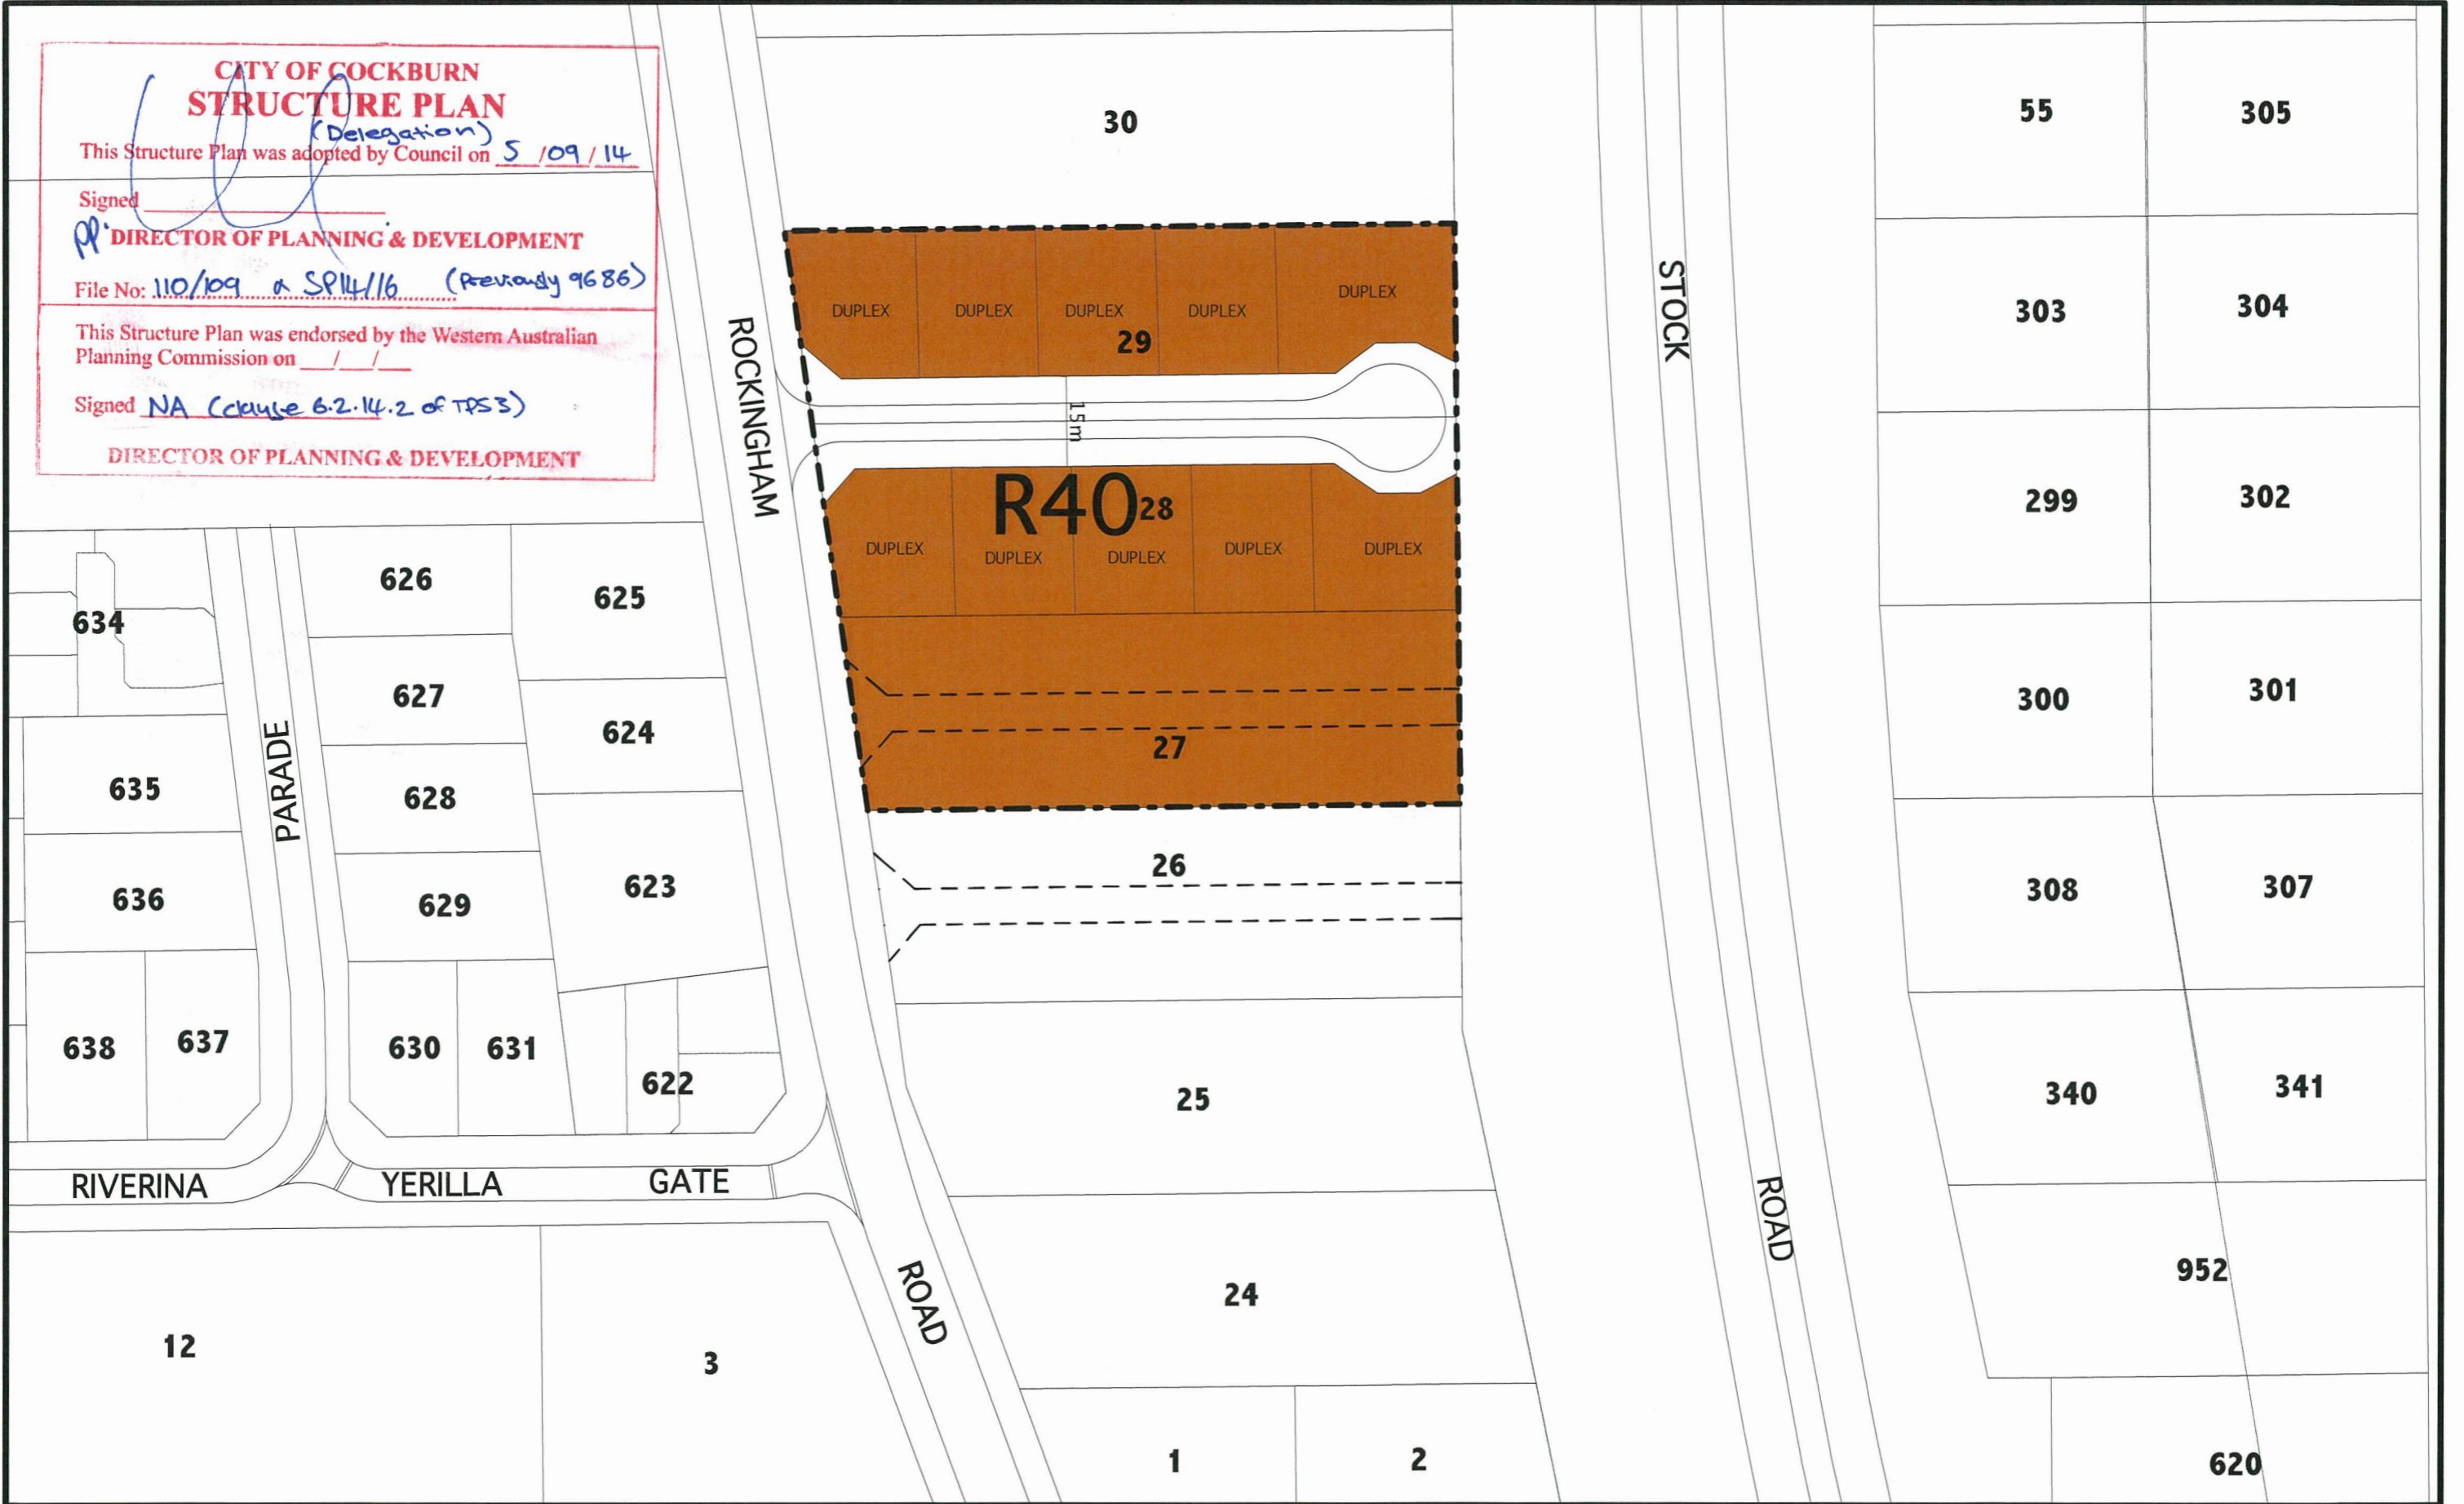 CITY OF COCKBURN
STRUCTURE PLAN
(Delegation)
This Structure Plan was adopted by Council on 5/09/14
Signed
pp. DIRECTOR OF PLANNING & DEVELOPMENT
File No: 110/109 & SP14/16 (Previously 9686)
This Structure Plan was endorsed by the Western Australian
Planning Commission on __/__/__
Signed NA (clause 6.2.14.2 of TPS3)
DIRECTOR OF PLANNING & DEVELOPMENT
30
55
305
303
304
299
302
300
301
308
307
340
341
952
620
STOCK
ROAD
ROCKINGHAM
ROAD
DUPLEX
DUPLEX
DUPLEX
DUPLEX
DUPLEX
29
15m
R40
28
DUPLEX
DUPLEX
DUPLEX
DUPLEX
DUPLEX
27
26
25
24
1
2
634
626
625
627
624
635
PARADE
628
636
629
623
638
637
630
631
622
RIVERINA
YERILLA
GATE
12
3